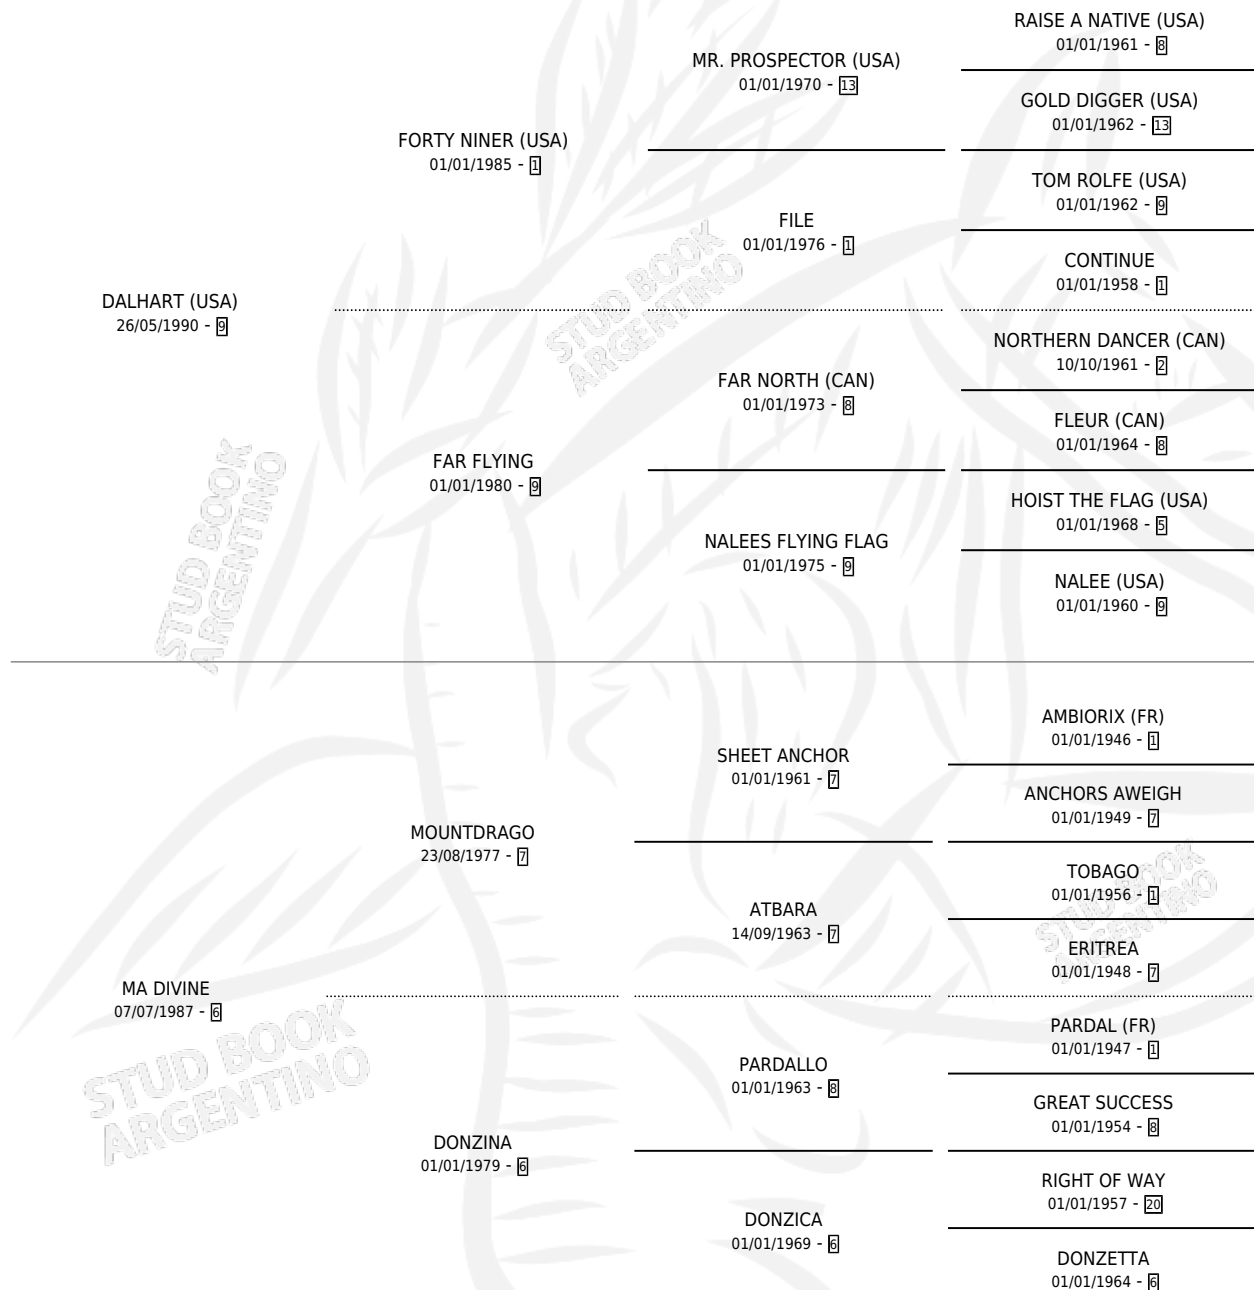 RAISE A NATIVE (USA)
01/01/1961 - 8
MR. PROSPECTOR (USA)
01/01/1970 - 13
GOLD DIGGER (USA)
01/01/1962 - 13
FORTY NINER (USA)
01/01/1985 - 1
TOM ROLFE (USA)
01/01/1962 - 9
FILE
01/01/1976 - 1
CONTINUE
01/01/1958 - 1
DALHART (USA)
26/05/1990 - 9
NORTHERN DANCER (CAN)
10/10/1961 - 2
FAR NORTH (CAN)
01/01/1973 - 8
FLEUR (CAN)
01/01/1964 - 8
FAR FLYING
01/01/1980 - 9
HOIST THE FLAG (USA)
01/01/1968 - 5
NALEES FLYING FLAG
01/01/1975 - 9
NALEE (USA)
01/01/1960 - 9
AMBIORIX (FR)
01/01/1946 - 1
SHEET ANCHOR
01/01/1961 - 7
ANCHORS AWEIGH
01/01/1949 - 7
MOUNTDRAGO
23/08/1977 - 7
TOBAGO
01/01/1956 - 1
ATBARA
14/09/1963 - 7
ERITREA
01/01/1948 - 7
MA DIVINE
07/07/1987 - 6
PARDAL (FR)
01/01/1947 - 1
PARDALLO
01/01/1963 - 8
GREAT SUCCESS
01/01/1954 - 8
DONZINA
01/01/1979 - 6
RIGHT OF WAY
01/01/1957 - 20
DONZICA
01/01/1969 - 6
DONZETTA
01/01/1964 - 6
STUD BOOK
ARGENTINO
STUD BOOK
ARGENTINO
STUD BOOK
ARGENTINO
STUD BOOK
ARGENTINO